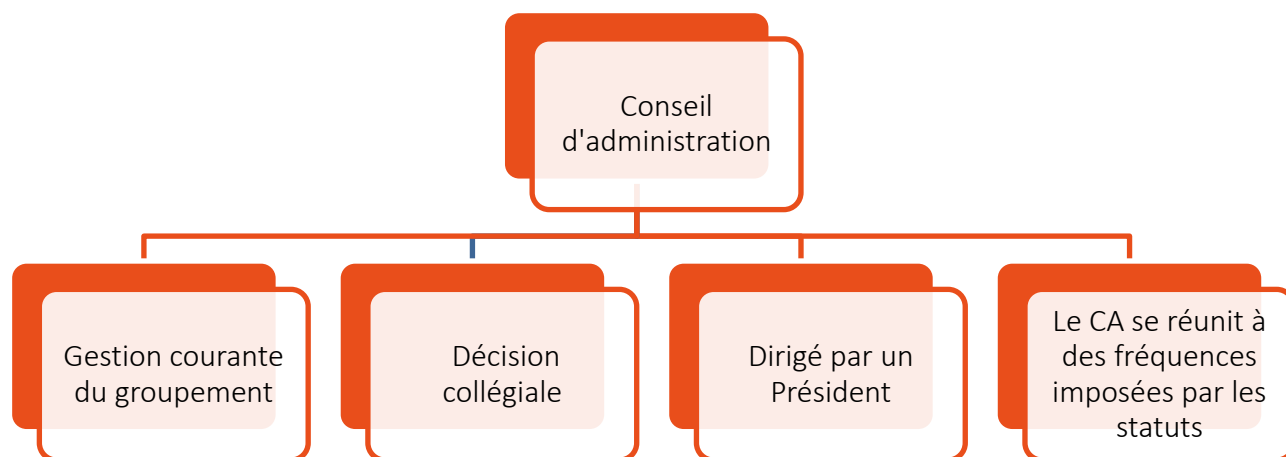 Conseil
d'administration
Gestion courante
du groupement
Décision
collégiale
Dirigé par un
Président
Le CA se réunit à
des fréquences
imposées par les
statuts